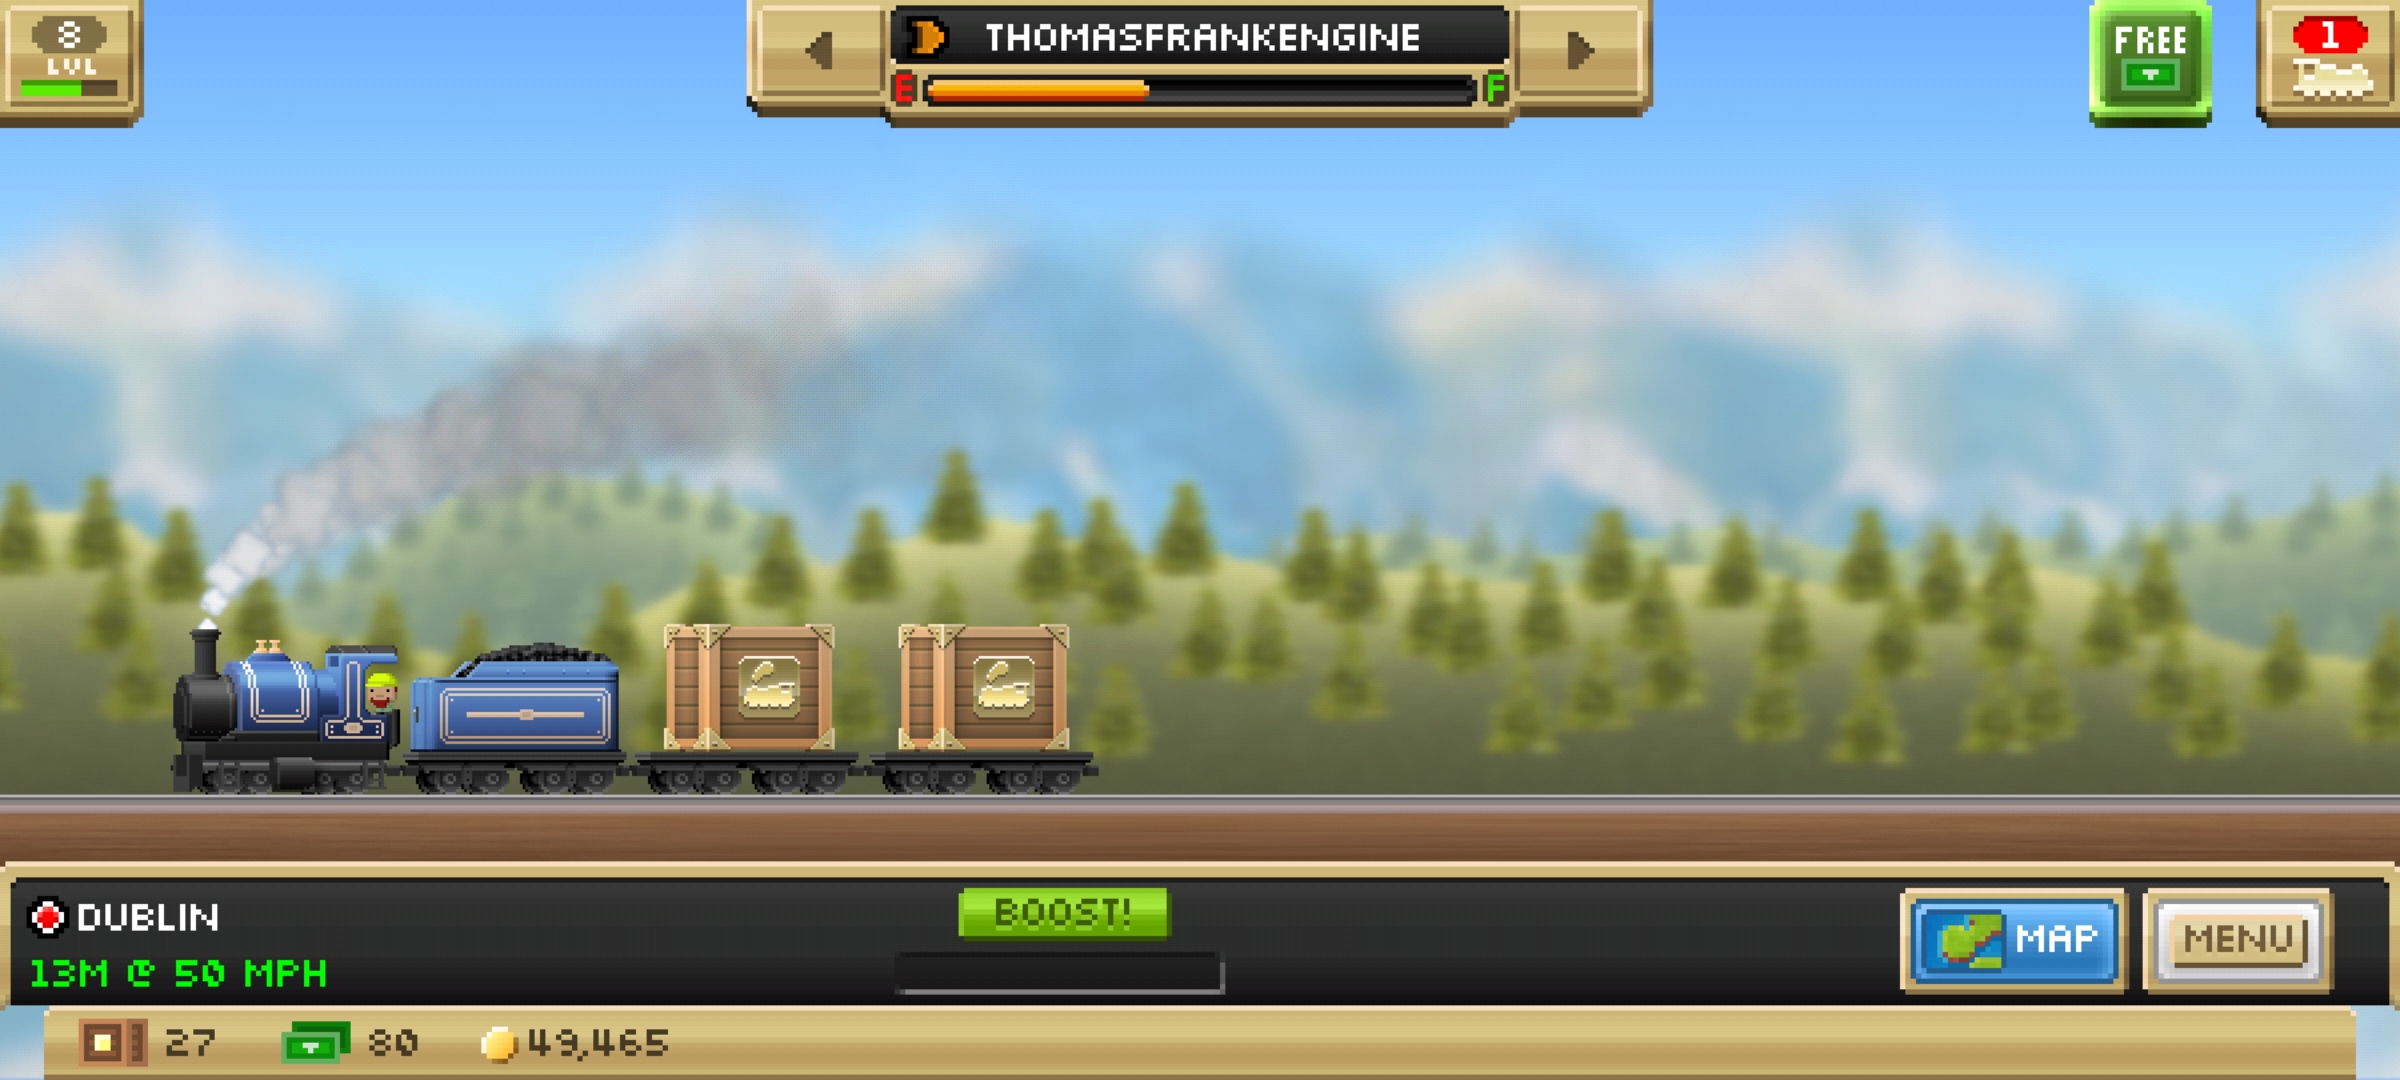 8
LVL
THOMASFRANKENGINE
E F
FREE
1
DUBLIN
13M @ 50 MPH
BOOST!
MAP
MENU
27 80 49,465